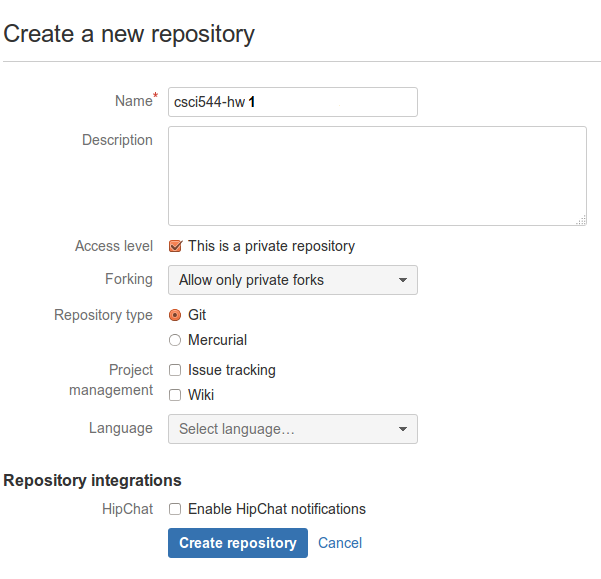 Create a new repository
Name* csci544-hw1
Description
Access level This is a private repository
Forking Allow only private forks
Repository type Git
Mercurial
Project management Issue tracking
Wiki
Language Select language…
Repository integrations
HipChat Enable HipChat notifications
Create repository Cancel